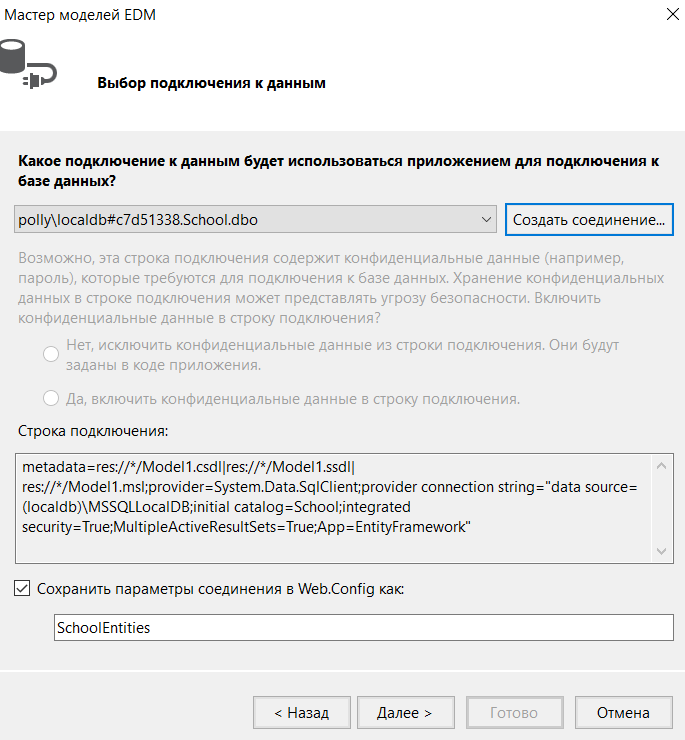 Мастер моделей EDM
Выбор подключения к данным
Какое подключение к данным будет использоваться приложением для подключения к
базе данных?
polly\localdb#c7d51338.School.dbo
Создать соединение...
Возможно, эта строка подключения содержит конфиденциальные данные (например,
пароль), которые требуются для подключения к базе данных. Хранение конфиденциальных
данных в строке подключения может представлять угрозу безопасности. Включить
конфиденциальные данные в строку подключения?
Нет, исключить конфиденциальные данные из строки подключения. Они будут
заданы в коде приложения.
Да, включить конфиденциальные данные в строку подключения.
Строка подключения:
metadata=res://*/Model1.csdl|res://*/Model1.ssdl|
res://*/Model1.msl;provider=System.Data.SqlClient;provider connection string="data source=
(localdb)\MSSQLLocalDB;initial catalog=School;integrated
security=True;MultipleActiveResultSets=True;App=EntityFramework"
Сохранить параметры соединения в Web.Config как:
SchoolEntities
< Назад
Далее >
Готово
Отмена